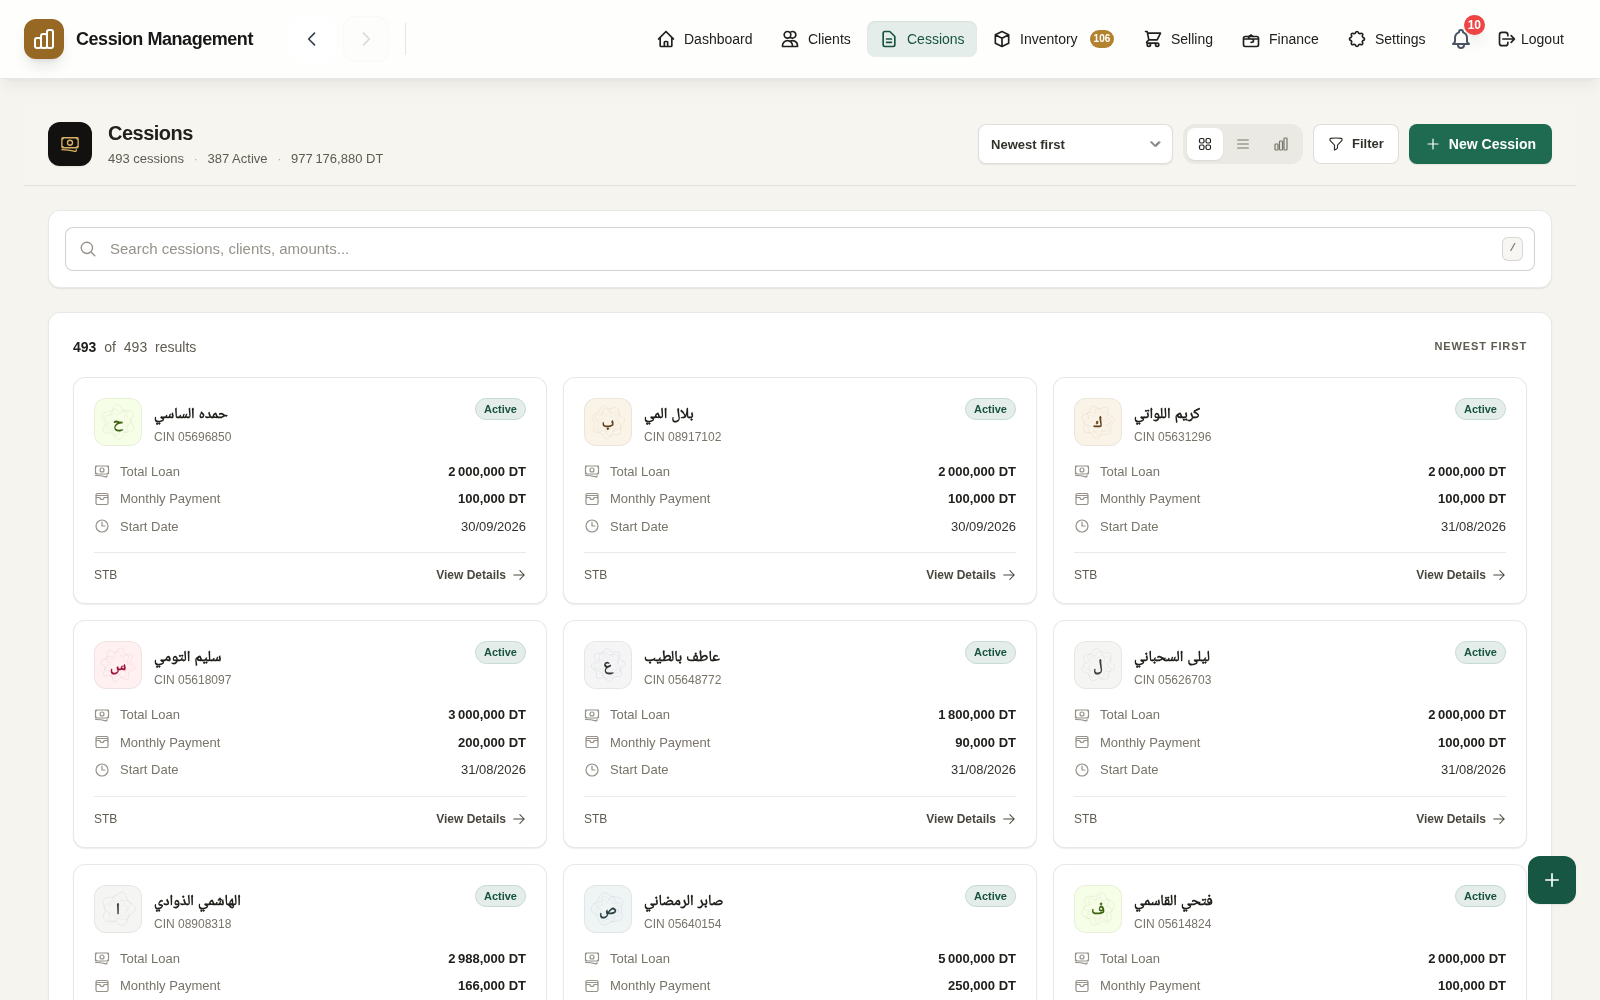 Cession Management
Dashboard
Clients
Cessions
Inventory 106
Selling
Finance
Settings
10
Logout
Cessions
493 cessions · 387 Active · 977 176,880 DT
Newest first
Filter
New Cession
Search cessions, clients, amounts...
/
493 of 493 results
NEWEST FIRST
ح
حمده الساسي
CIN 05696850
Active
Total Loan 2 000,000 DT
Monthly Payment 100,000 DT
Start Date 30/09/2026
STB View Details
ب
بلال المي
CIN 08917102
Active
Total Loan 2 000,000 DT
Monthly Payment 100,000 DT
Start Date 30/09/2026
STB View Details
ك
كريم اللواتي
CIN 05631296
Active
Total Loan 2 000,000 DT
Monthly Payment 100,000 DT
Start Date 31/08/2026
STB View Details
س
سليم التومي
CIN 05618097
Active
Total Loan 3 000,000 DT
Monthly Payment 200,000 DT
Start Date 31/08/2026
STB View Details
ع
عاطف بالطيب
CIN 05648772
Active
Total Loan 1 800,000 DT
Monthly Payment 90,000 DT
Start Date 31/08/2026
STB View Details
ل
ليلى السحباني
CIN 05626703
Active
Total Loan 2 000,000 DT
Monthly Payment 100,000 DT
Start Date 31/08/2026
STB View Details
ا
الهاشمي الذوادي
CIN 08908318
Active
Total Loan 2 988,000 DT
Monthly Payment 166,000 DT
ص
صابر الرمضاني
CIN 05640154
Active
Total Loan 5 000,000 DT
Monthly Payment 250,000 DT
ف
فتحي القاسمي
CIN 05614824
Active
Total Loan 2 000,000 DT
Monthly Payment 100,000 DT